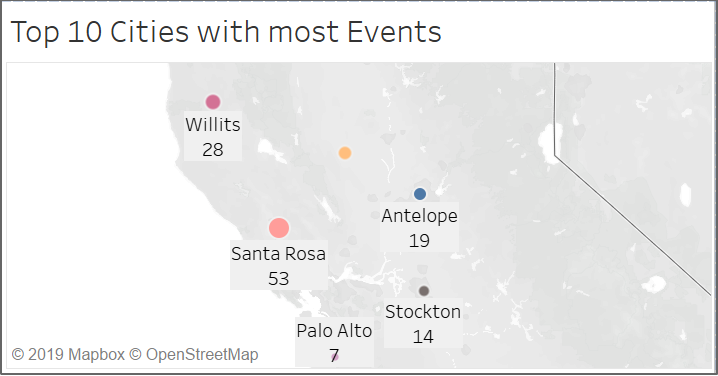 Top 10 Cities with most Events
Willits
28
Antelope
19
Santa Rosa
53
Stockton
14
Palo Alto
7
© 2019 Mapbox © OpenStreetMap